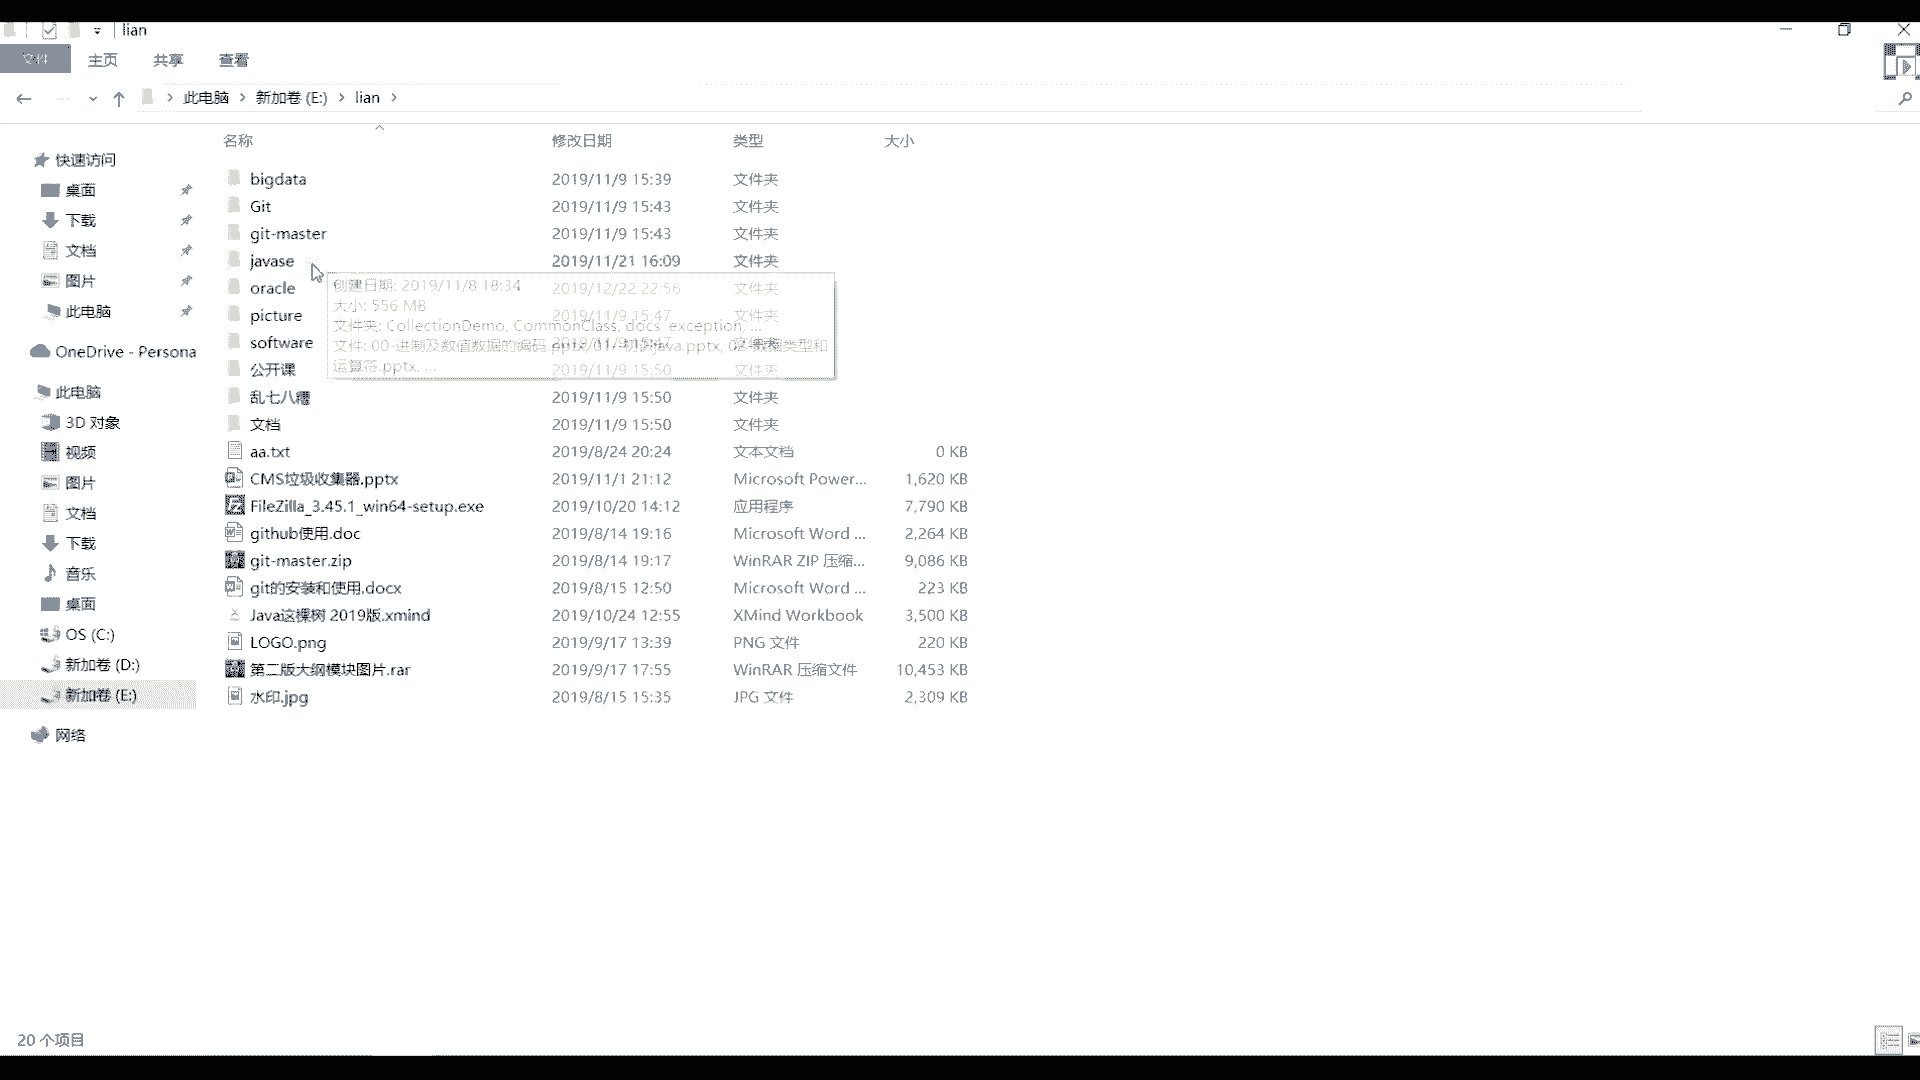 lian
文件 主页 共享 查看
此电脑 新加卷 (E:) lian
名称 修改日期 类型 大小
快速访问
桌面
下载
文档
图片
此电脑
OneDrive - Persona
此电脑
3D 对象
视频
图片
文档
下载
音乐
桌面
OS (C:)
新加卷 (D:)
新加卷 (E:)
网络
bigdata 2019/11/9 15:39 文件夹
Git 2019/11/9 15:43 文件夹
git-master 2019/11/9 15:43 文件夹
javase 2019/11/21 16:09 文件夹
oracle 2019/12/22 22:56 文件夹
picture 2019/11/9 15:47 文件夹
software 2019/11/9 15:47 文件夹
公开课 2019/11/9 15:50 文件夹
乱七八糟 2019/11/9 15:50 文件夹
文档 2019/11/9 15:50 文件夹
aa.txt 2019/8/24 20:24 文本文档 0 KB
CMS垃圾收集器.pptx 2019/11/1 21:12 Microsoft Power... 1,620 KB
FileZilla_3.45.1_win64-setup.exe 2019/10/20 14:12 应用程序 7,790 KB
github使用.doc 2019/8/14 19:16 Microsoft Word ... 2,264 KB
git-master.zip 2019/8/14 19:17 WinRAR ZIP 压缩... 9,086 KB
git的安装和使用.docx 2019/8/15 12:50 Microsoft Word ... 223 KB
Java这棵树 2019版.xmind 2019/10/24 12:55 XMind Workbook 3,500 KB
LOGO.png 2019/9/17 13:39 PNG 文件 220 KB
第二版大纲模块图片.rar 2019/9/17 17:55 WinRAR 压缩文件 10,453 KB
水印.jpg 2019/8/15 15:35 JPG 文件 2,309 KB
创建日期: 2019/11/8 18:34
大小: 556 MB
文件夹: CollectionDemo, CommonClass, docs, exception, ...
文件: 00-进制及数值数据的编码.pptx, 01-初识java.pptx, 02-数据类型和
运算符.pptx, ...
20 个项目